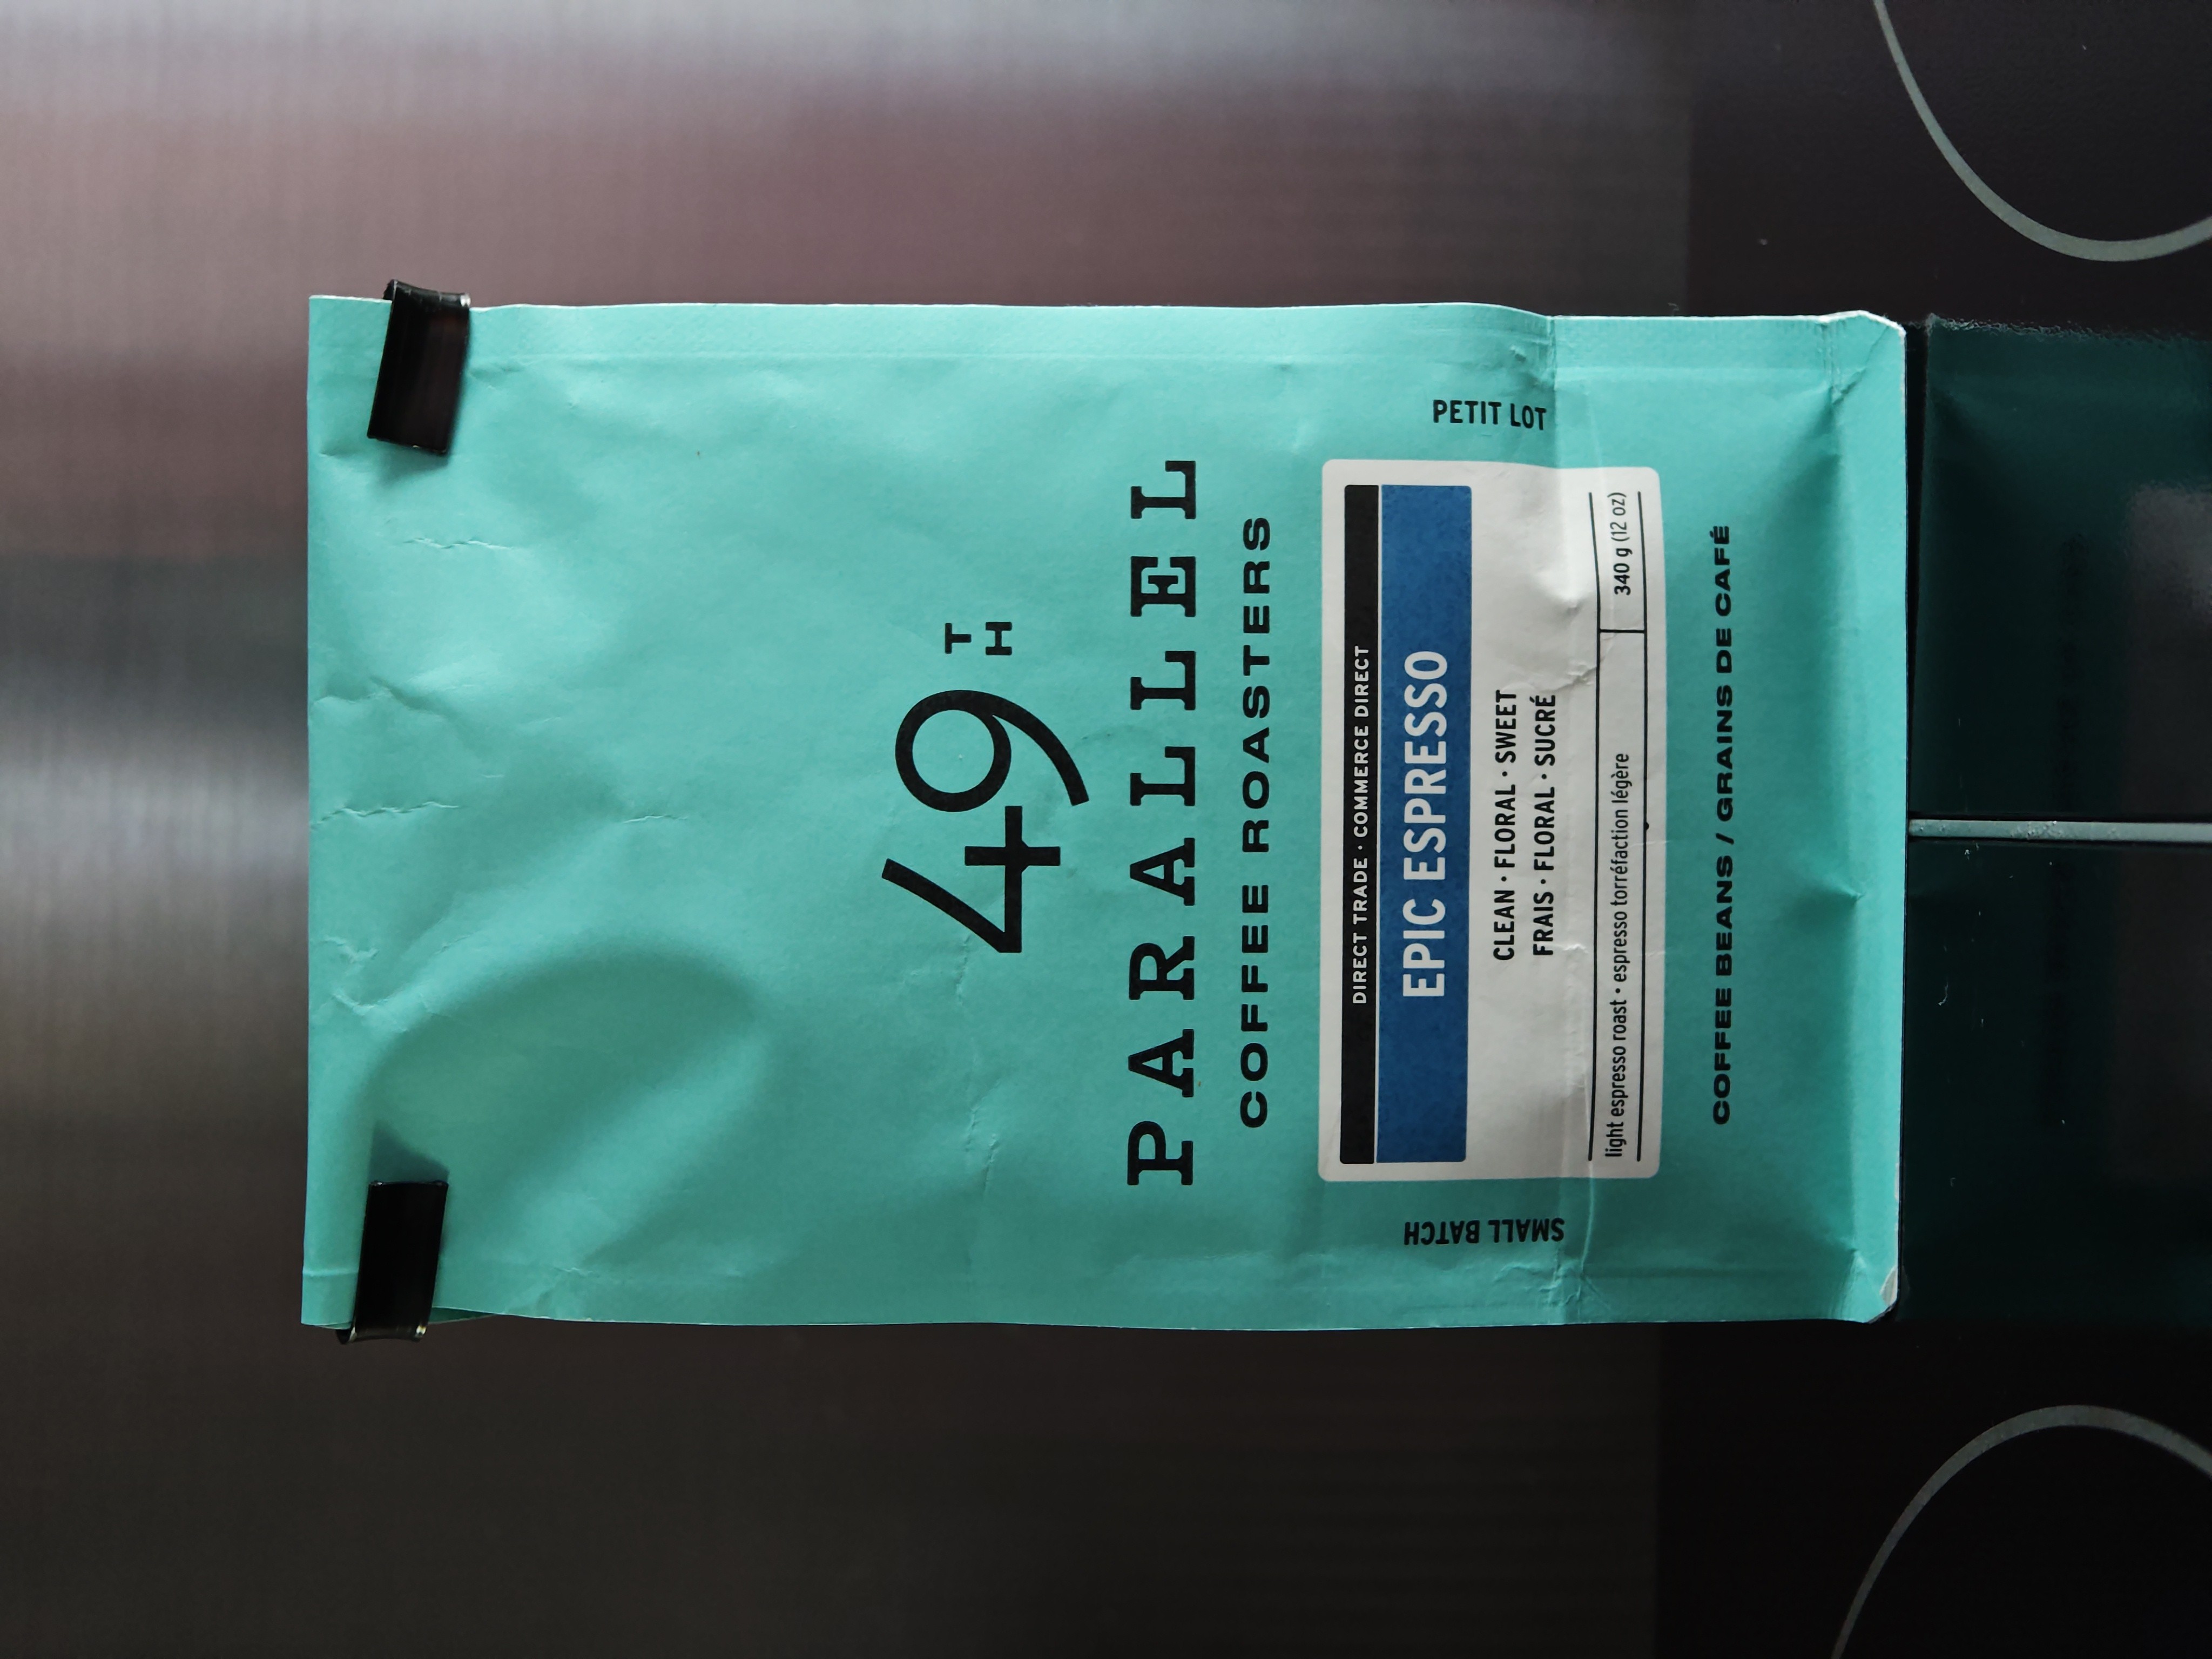 49TH
PARALLEL
COFFEE ROASTERS
SMALL BATCH
PETIT LOT
DIRECT TRADE • COMMERCE DIRECT
EPIC ESPRESSO
CLEAN • FLORAL • SWEET
FRAIS • FLORAL • SUCRÉ
light espresso roast • espresso torréfaction légère
340 g (12 oz)
COFFEE BEANS / GRAINS DE CAFÉ